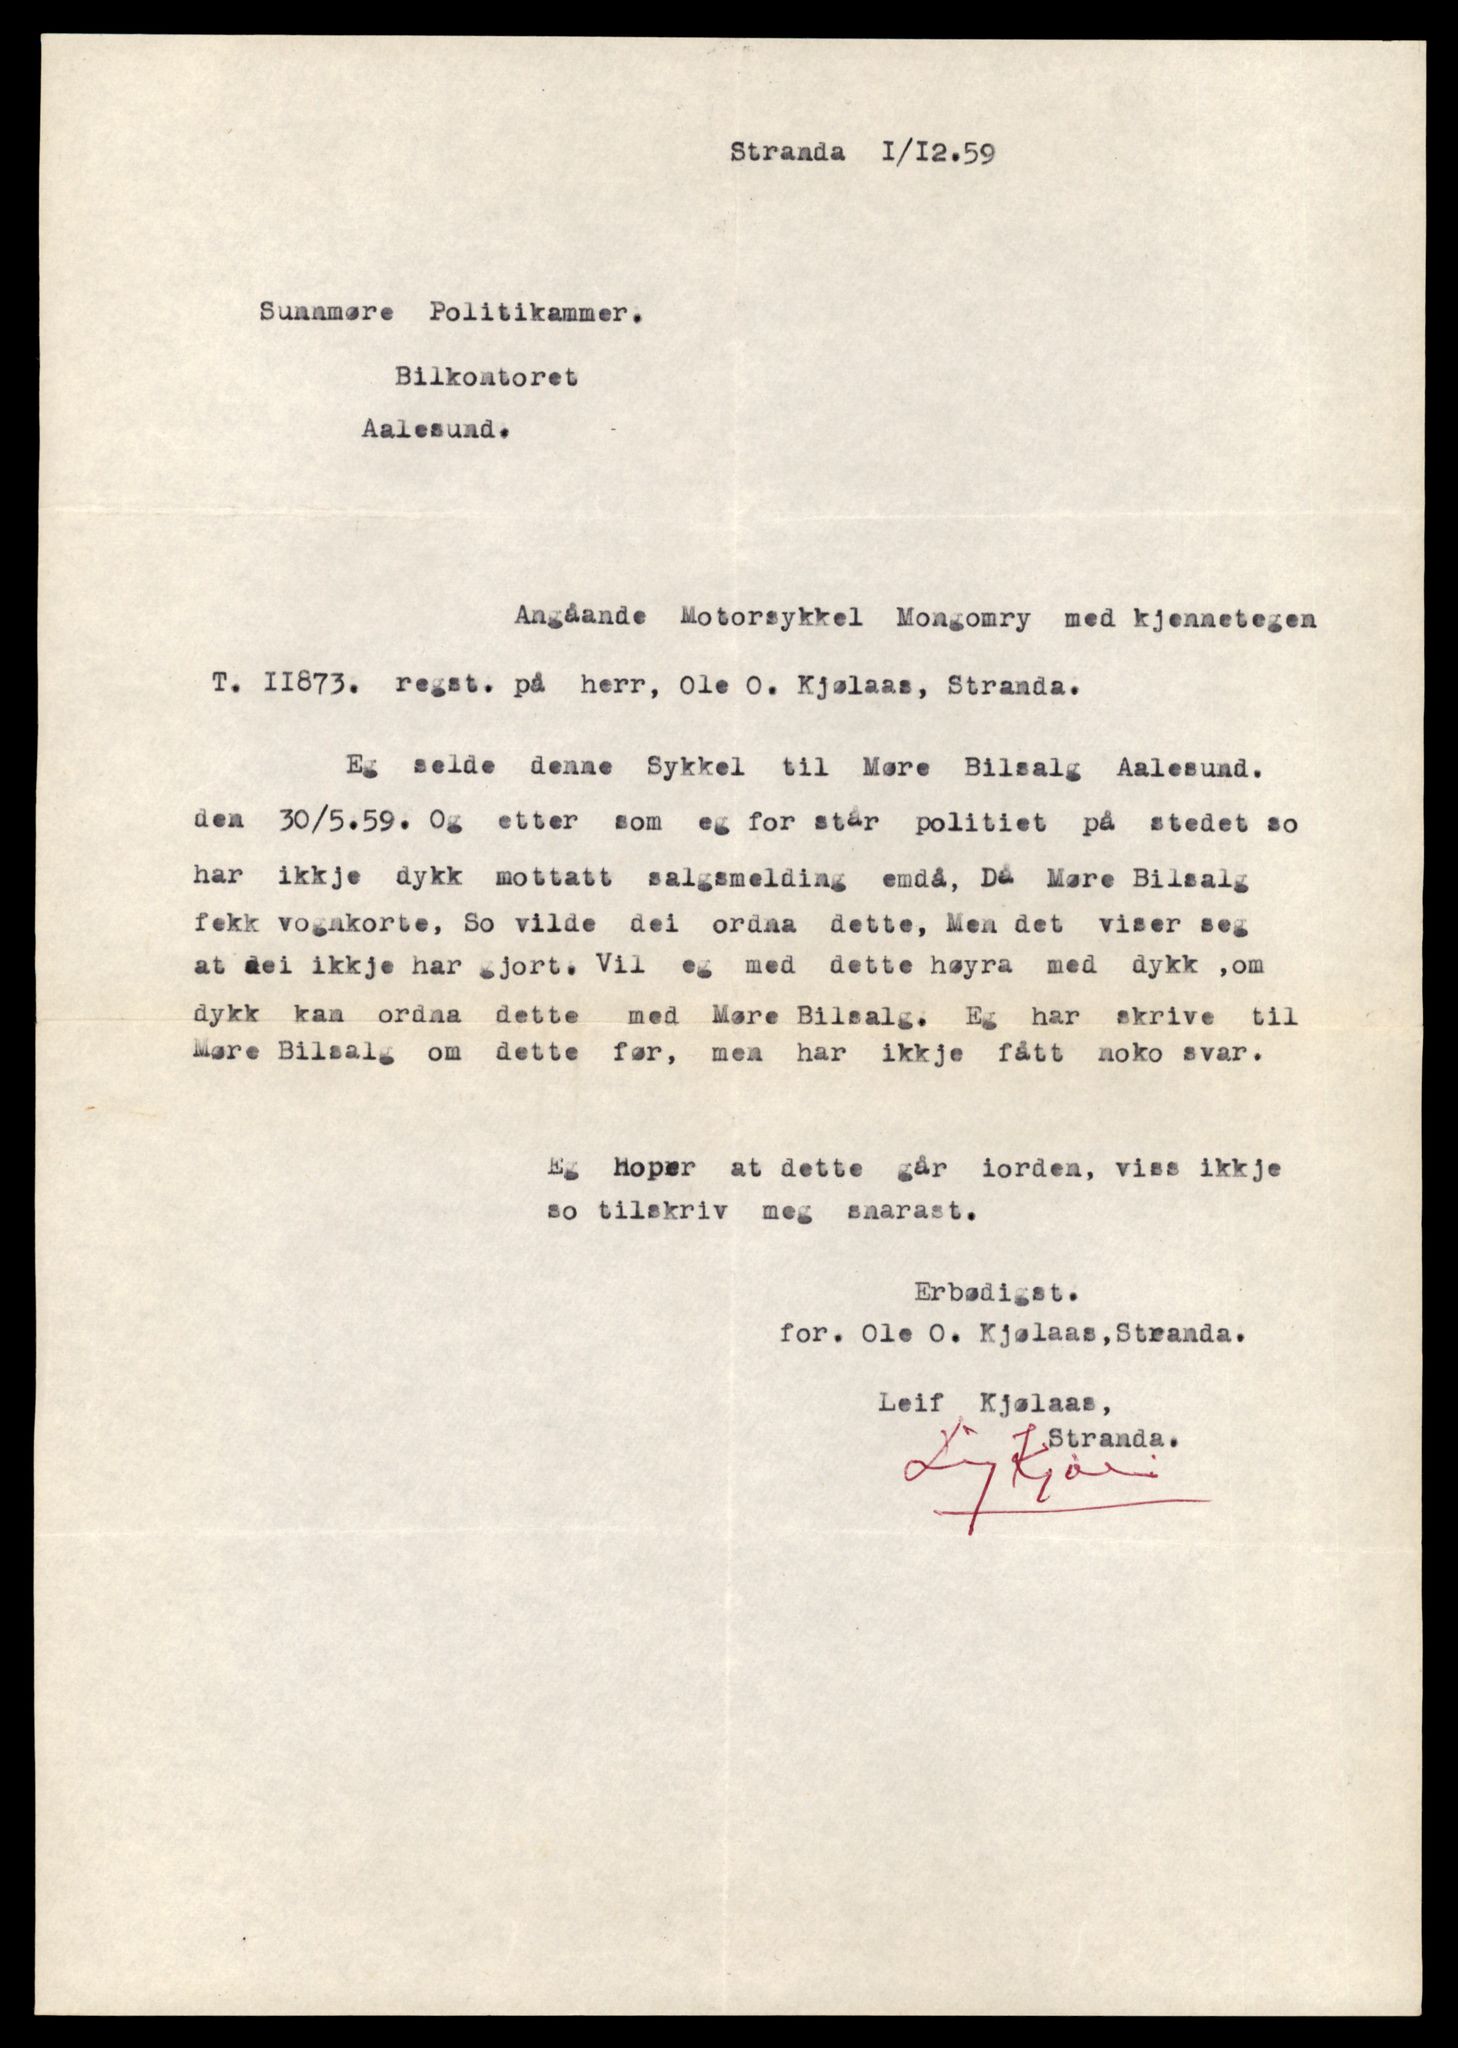 Stranda I/I2.59
Sunnmøre Politikammer.
Bilkontoret
Aalesund.
Angåande Motorsykkel Mongomry med kjennetegen
T. II873. regst. på herr, Ole O. Kjølaas, Stranda.
Eg selde denne Sykkel til Møre Bilsalg Aalesund.
den 30/5.59. Og etter som eg for står politiet på stedet so
har ikkje dykk mottatt salgsmelding emdå, Då Møre Bilsalg
fekk vognkorte, So vilde dei ordna dette, Men det viser seg
at dei ikkje har gjort. Vil eg med dette høyra med dykk ,om
dykk kan ordna dette med Møre Bilsalg. Eg har skrive til
Møre Bilsalg om dette før, men har ikkje fått noko svar.
Eg Hoper at dette går iorden, viss ikkje
so tilskriv meg snarast.
Erbødigst.
for. Ole O. Kjølaas,Stranda.
Leif Kjølaas,
Stranda.